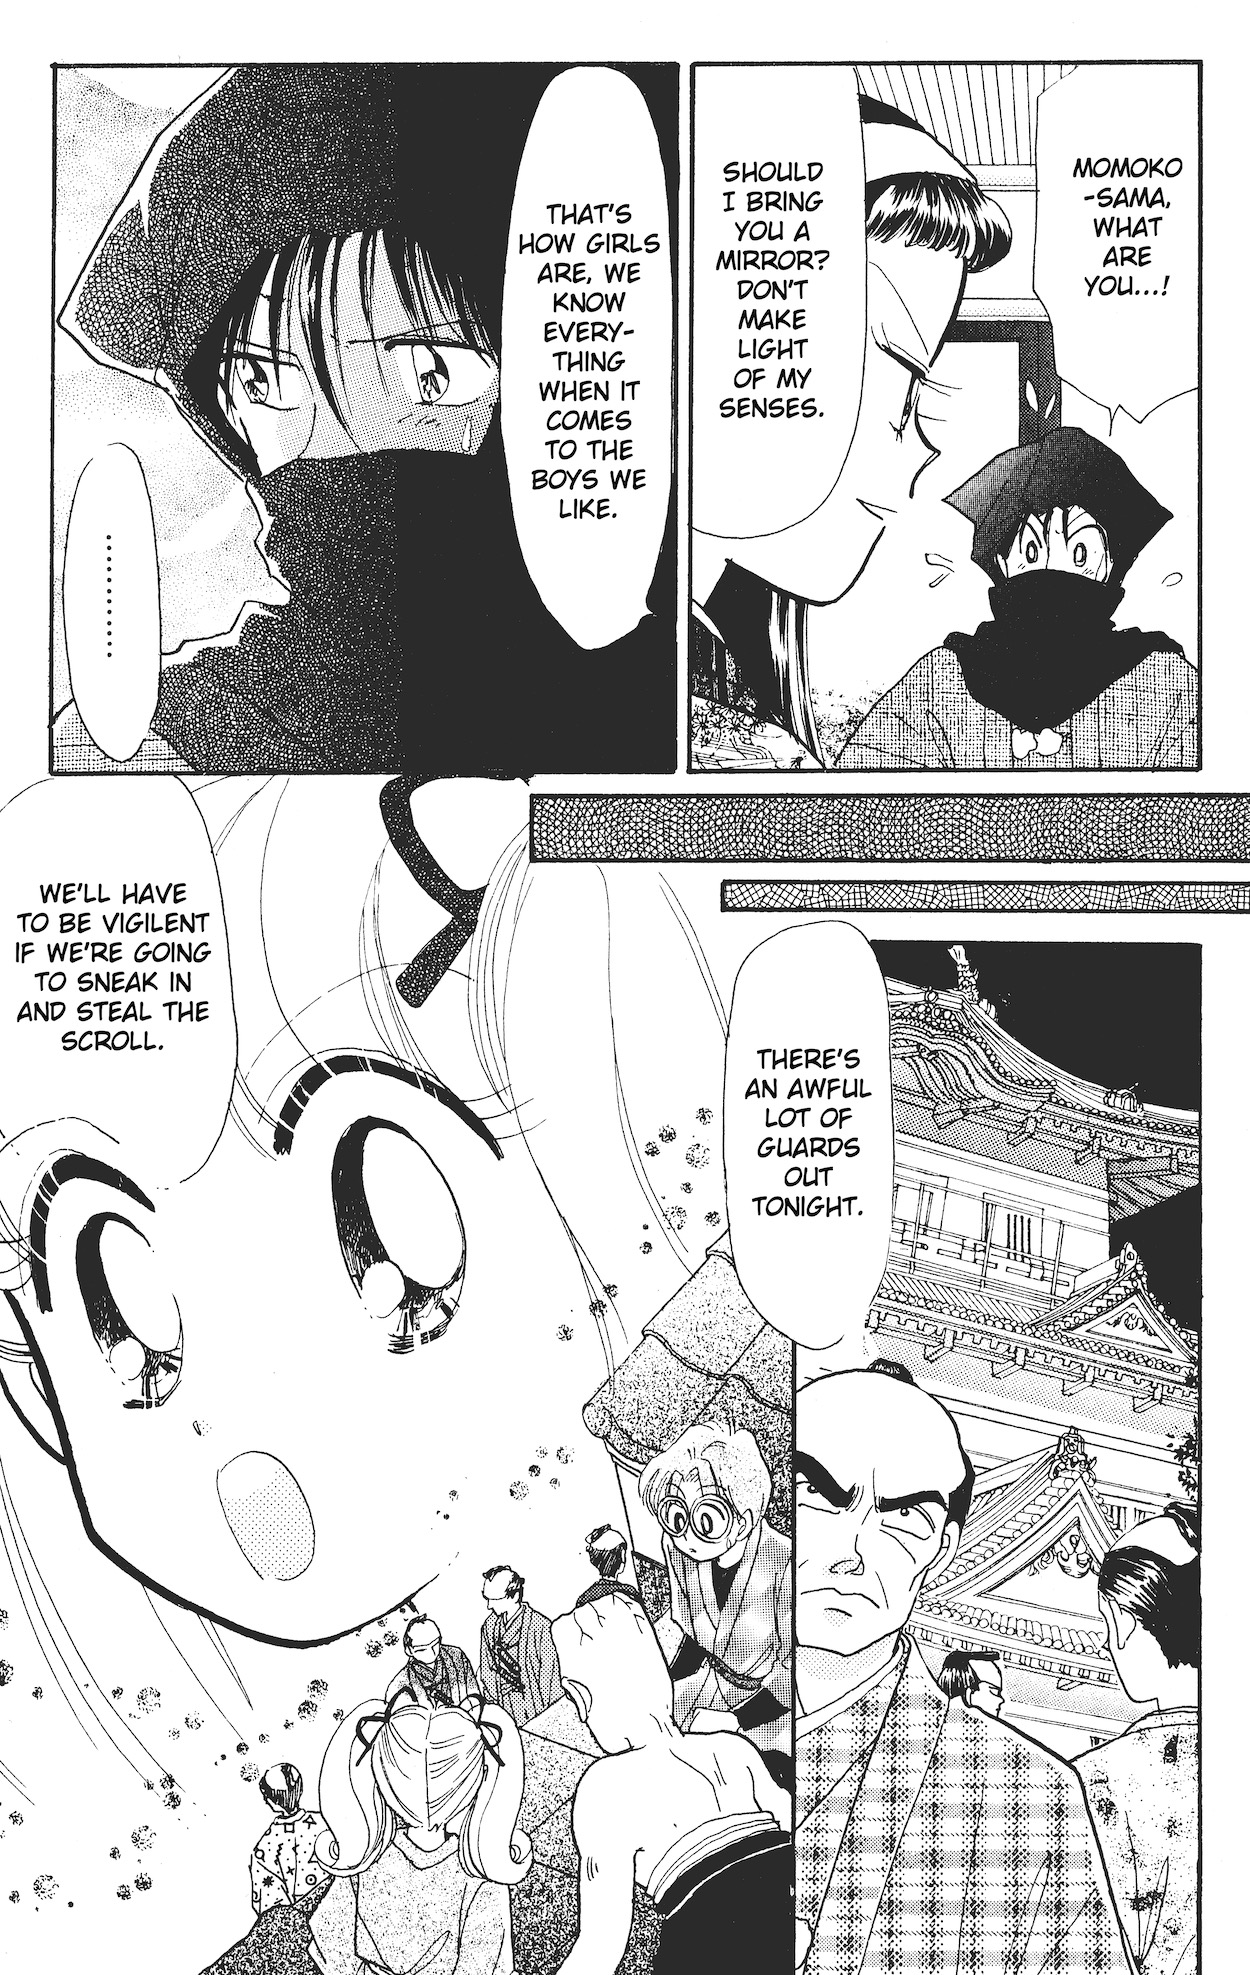 MOMOKO
-SAMA,
WHAT
ARE
YOU...!
SHOULD
I BRING
YOU A
MIRROR?
DON'T
MAKE
LIGHT
OF MY
SENSES.
THAT'S
HOW GIRLS
ARE, WE
KNOW
EVERY-
THING
WHEN IT
COMES
TO THE
BOYS WE
LIKE.
...........
THERE'S
AN AWFUL
LOT OF
GUARDS
OUT
TONIGHT.
WE'LL HAVE
TO BE VIGILENT
IF WE'RE GOING
TO SNEAK IN
AND STEAL THE
SCROLL.